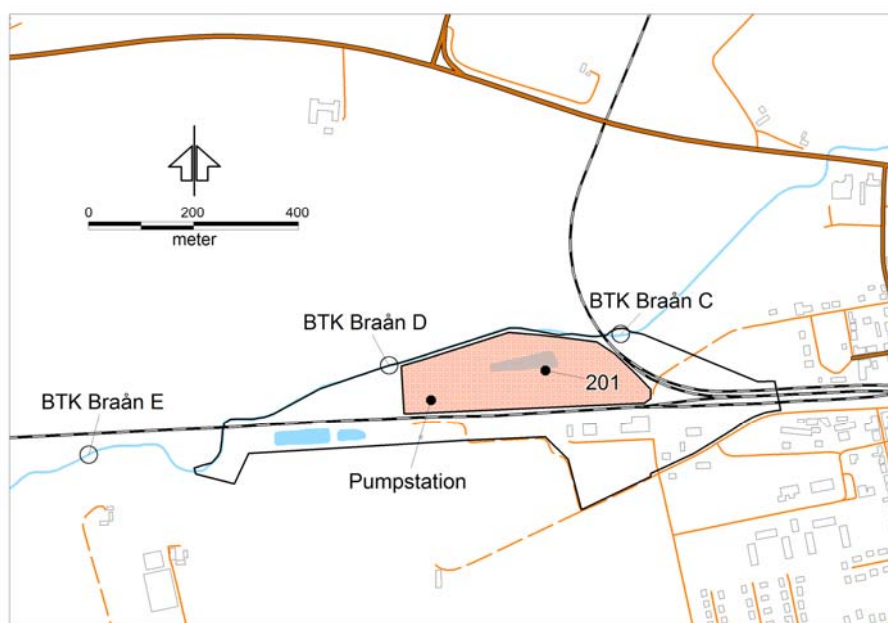 0 200 400
meter
BTK Braån C
BTK Braån D
201
BTK Braån E
Pumpstation